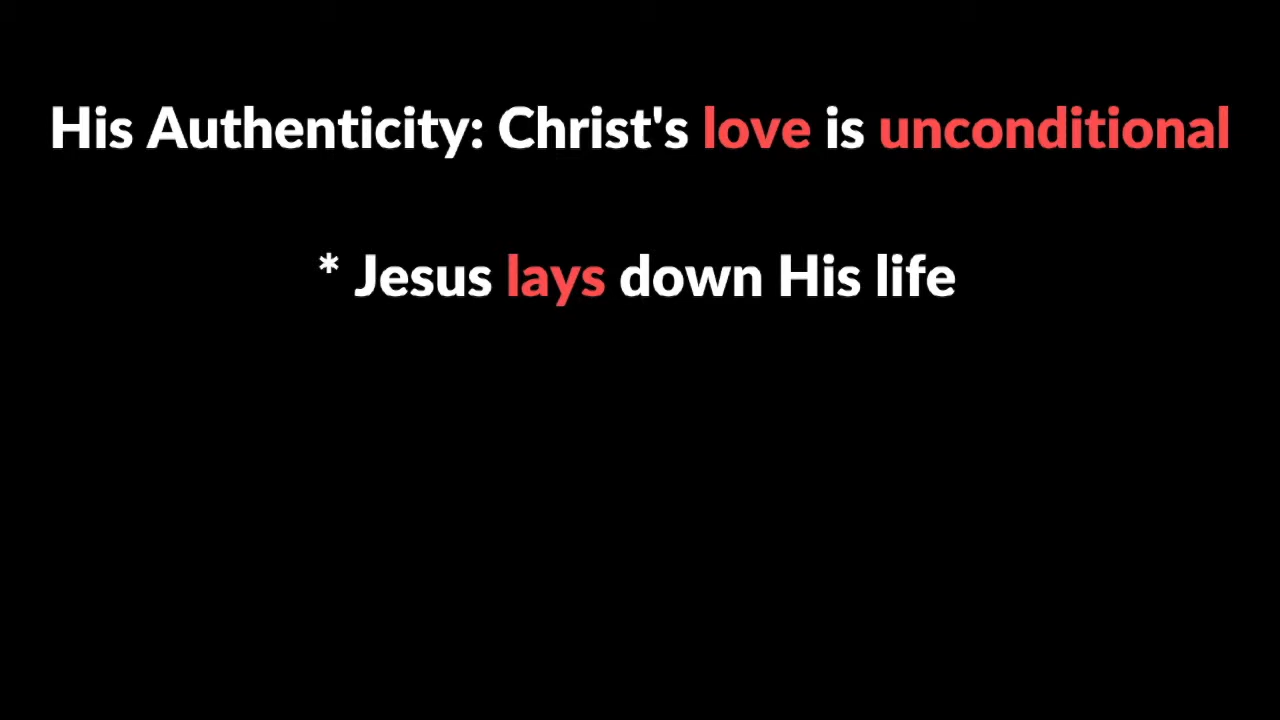 His Authenticity: Christ's love is unconditional
* Jesus lays down His life